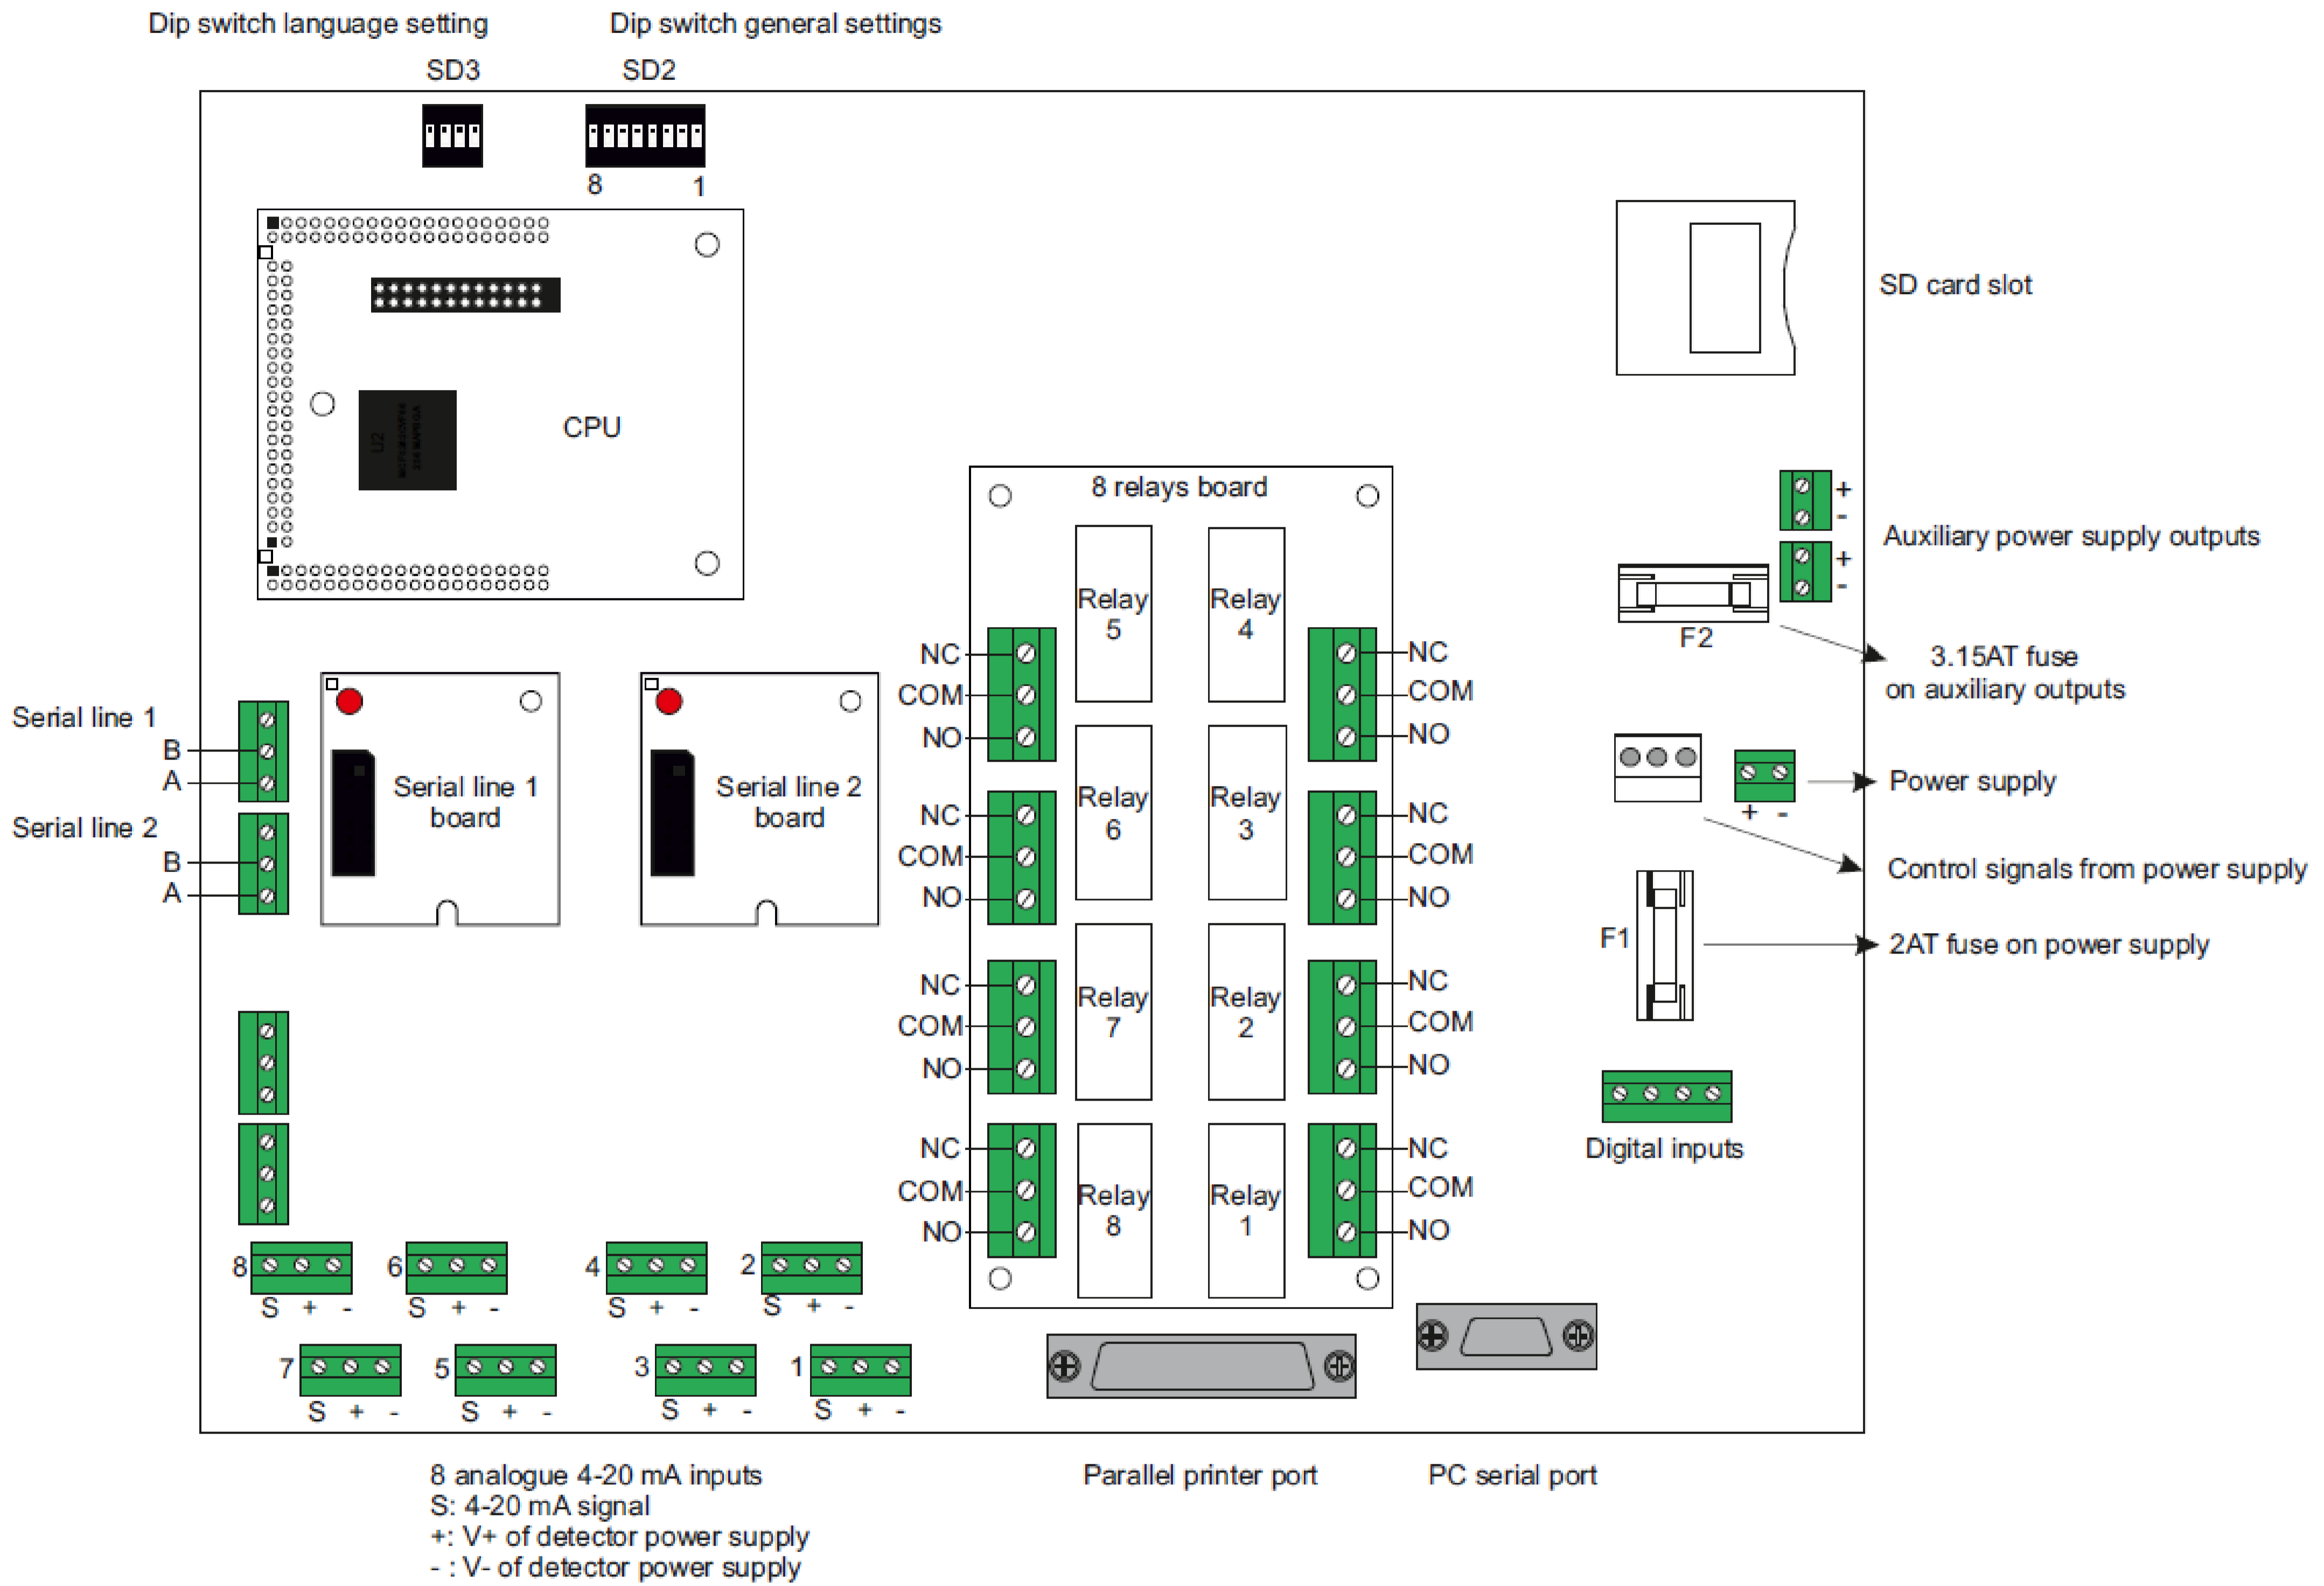 Dip switch language setting
Dip switch general settings
SD3
SD2
8
1
CPU
U2
SD card slot
8 relays board
+
-
+
-
Auxiliary power supply outputs
F2
3.15AT fuse
on auxiliary outputs
Relay
5
Relay
4
NC
COM
NO
NC
COM
NO
Serial line 1
B
A
Serial line 2
B
A
Serial line 1
board
Serial line 2
board
Relay
6
Relay
3
NC
COM
NO
NC
COM
NO
Power supply
+ -
Control signals from power supply
F1
2AT fuse on power supply
Relay
7
Relay
2
NC
COM
NO
NC
COM
NO
Digital inputs
Relay
8
Relay
1
NC
COM
NO
NC
COM
NO
8
S + -
6
S + -
4
S + -
2
S + -
7
S + -
5
S + -
3
S + -
1
S + -
8 analogue 4-20 mA inputs
S: 4-20 mA signal
+: V+ of detector power supply
- : V- of detector power supply
Parallel printer port
PC serial port